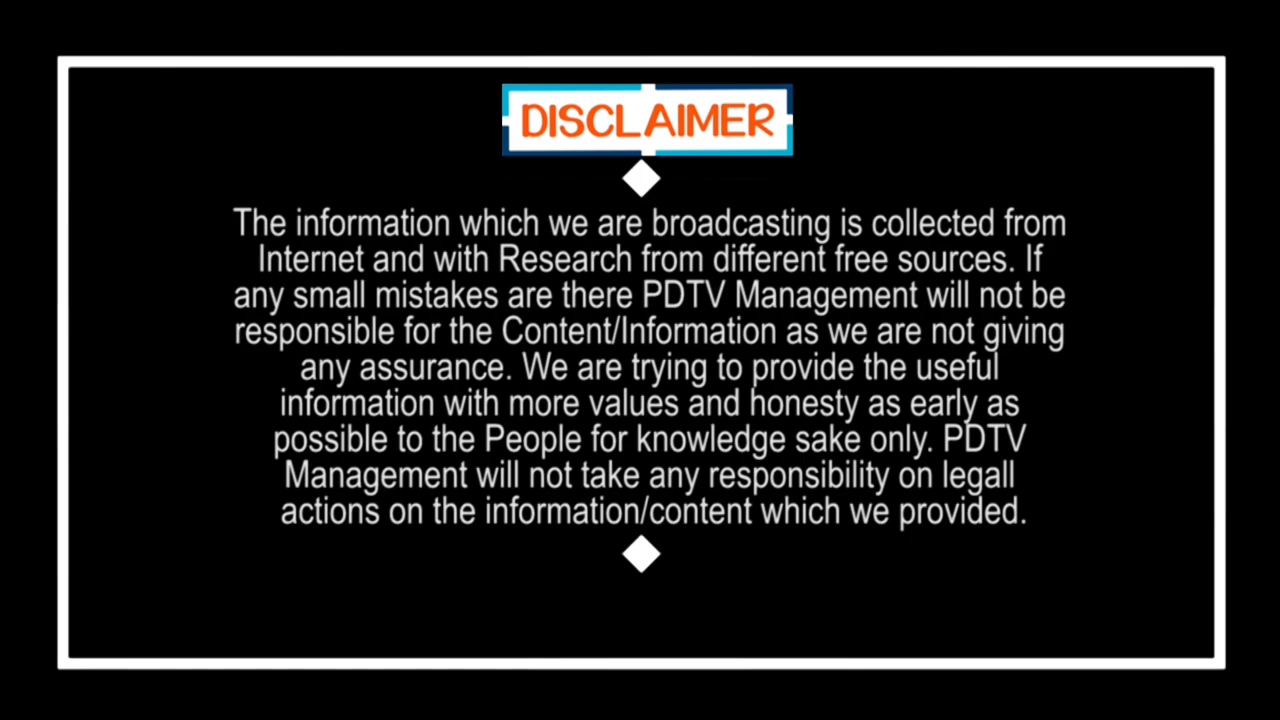 DISCLAIMER
The information which we are broadcasting is collected from
Internet and with Research from different free sources. If
any small mistakes are there PDTV Management will not be
responsible for the Content/Information as we are not giving
any assurance. We are trying to provide the useful
information with more values and honesty as early as
possible to the People for knowledge sake only. PDTV
Management will not take any responsibility on legall
actions on the information/content which we provided.